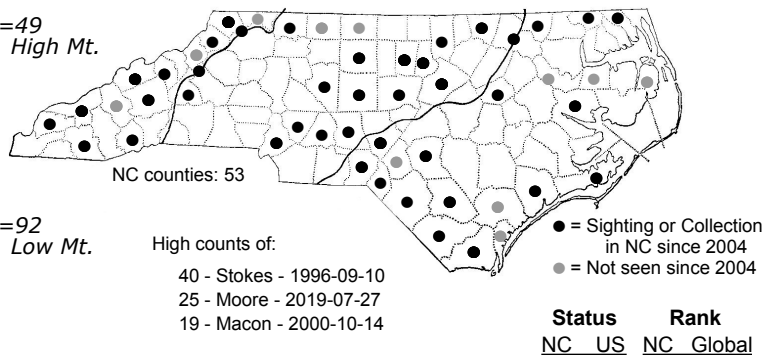 =49
High Mt.
NC counties: 53
=92
Low Mt.
High counts of:
40 - Stokes - 1996-09-10
25 - Moore - 2019-07-27
19 - Macon - 2000-10-14
● = Sighting or Collection
in NC since 2004
● = Not seen since 2004
Status Rank
NC US NC Global